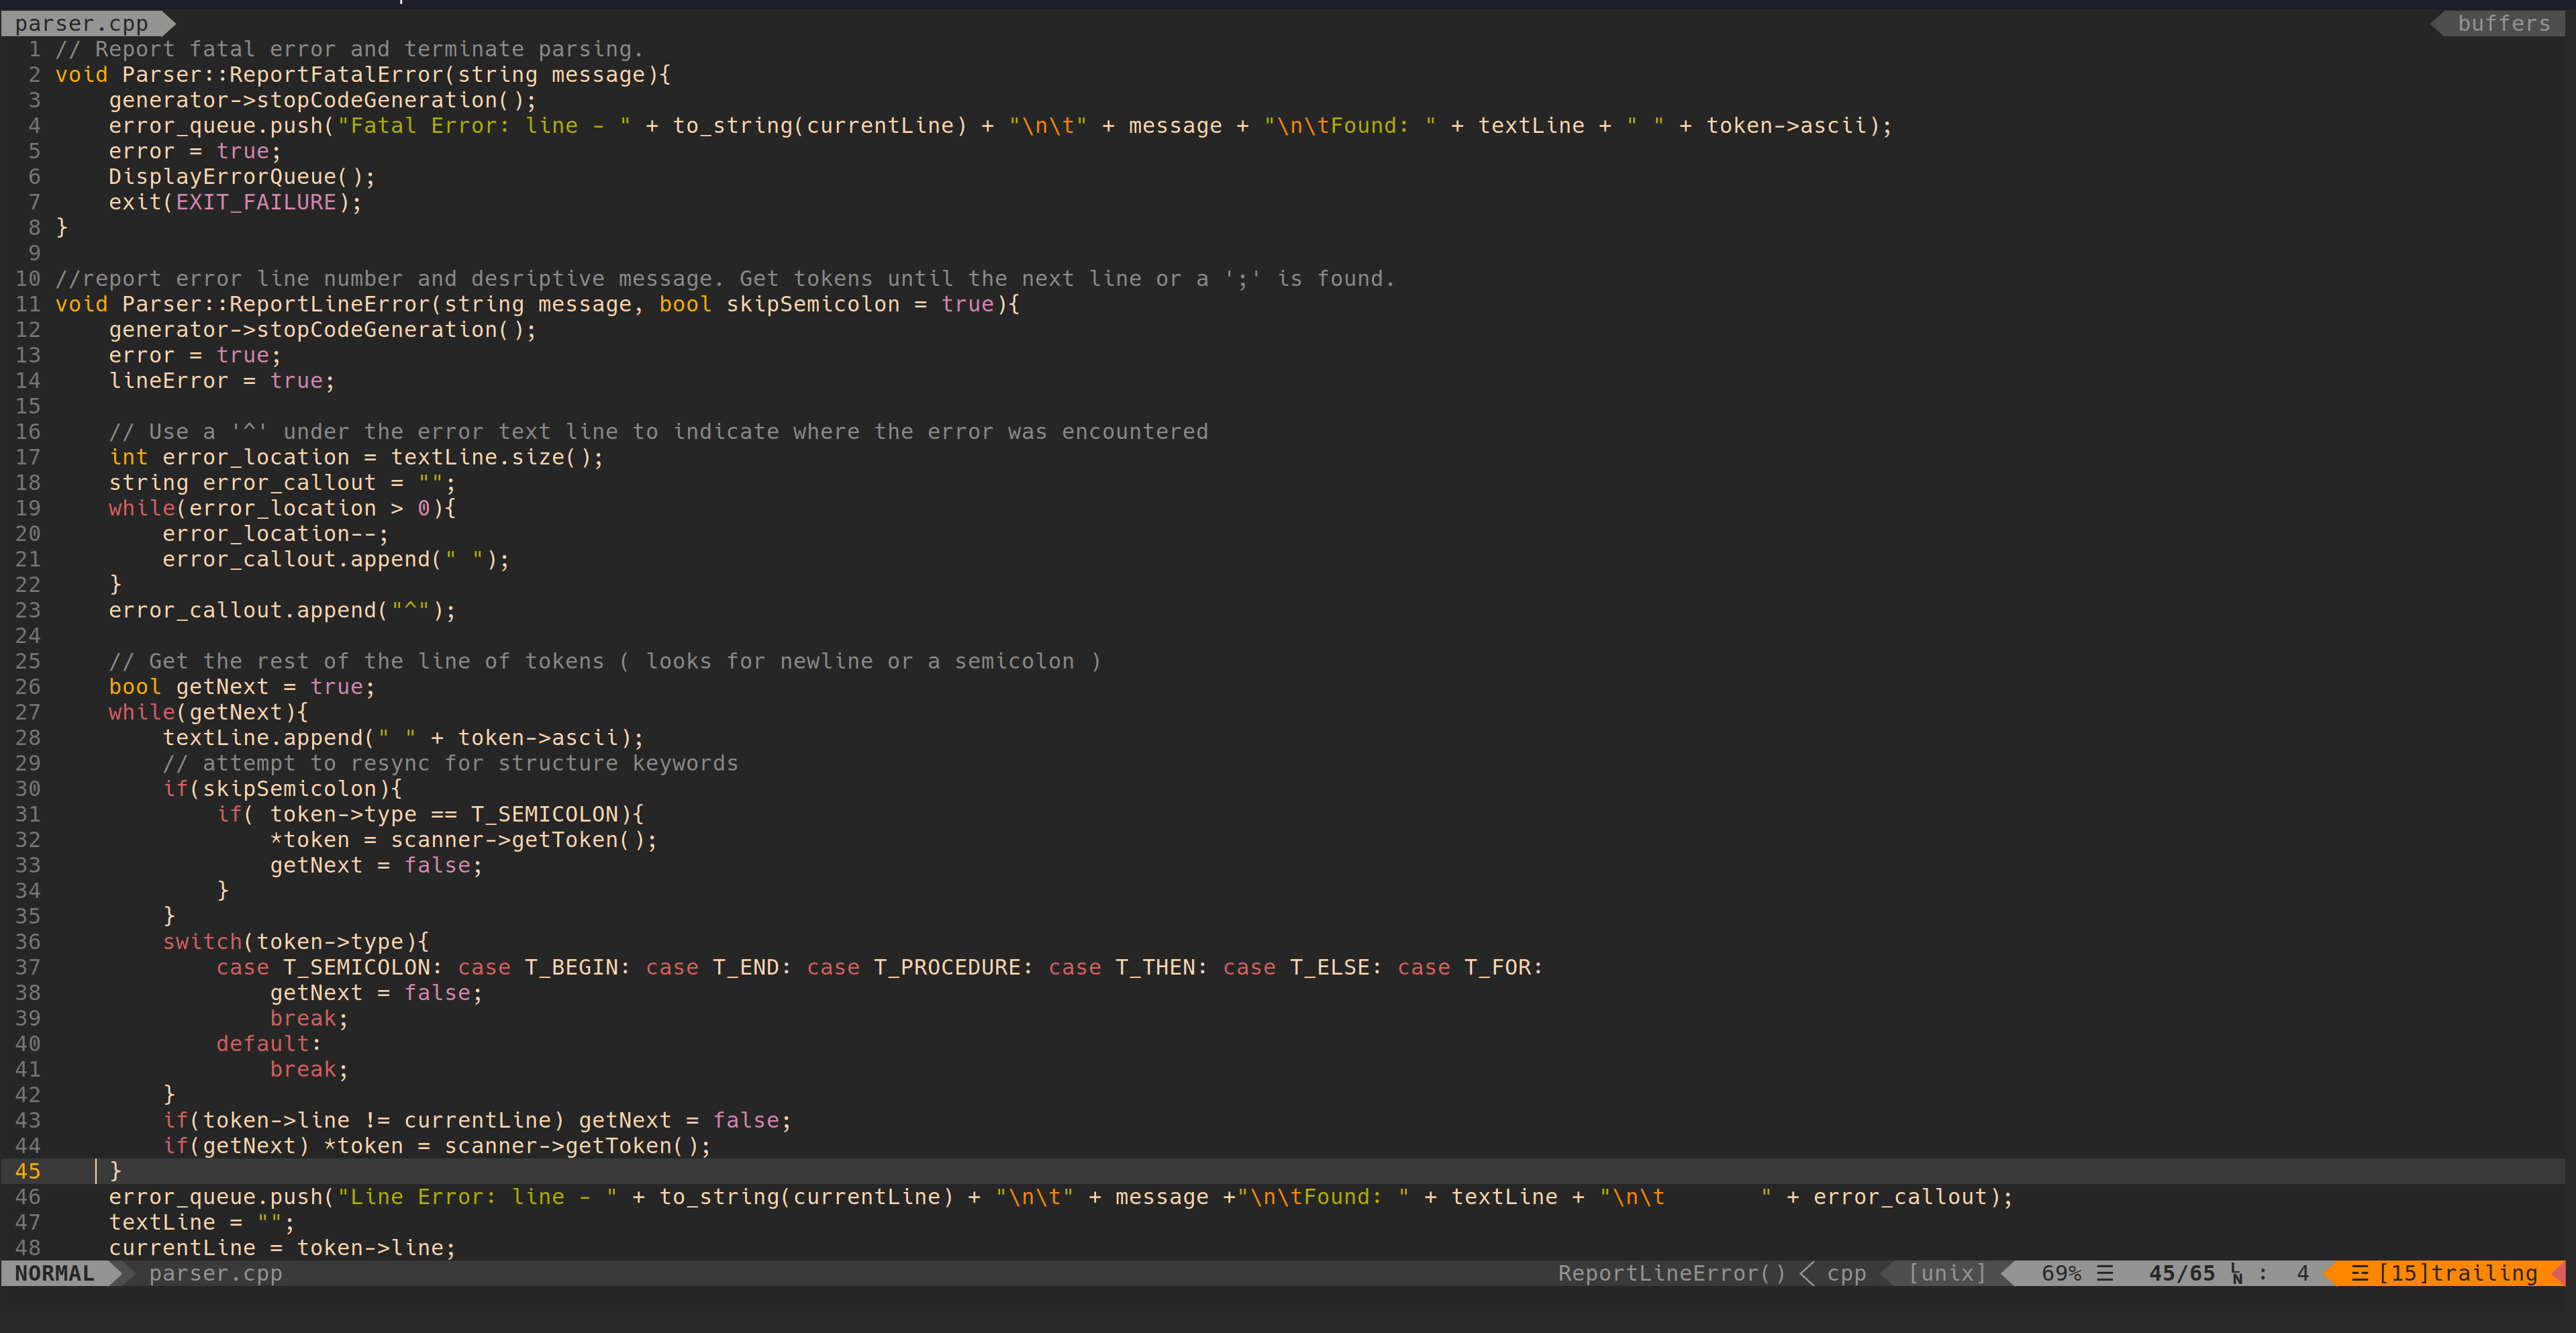 parser.cpp buffers
1 // Report fatal error and terminate parsing.
2 void Parser::ReportFatalError(string message){
3     generator->stopCodeGeneration();
4     error_queue.push("Fatal Error: line - " + to_string(currentLine) + "\n\t" + message + "\n\tFound: " + textLine + " " + token->ascii);
5     error = true;
6     DisplayErrorQueue();
7     exit(EXIT_FAILURE);
8 }
9
10 //report error line number and desriptive message. Get tokens until the next line or a ';' is found.
11 void Parser::ReportLineError(string message, bool skipSemicolon = true){
12     generator->stopCodeGeneration();
13     error = true;
14     lineError = true;
15
16     // Use a '^' under the error text line to indicate where the error was encountered
17     int error_location = textLine.size();
18     string error_callout = "";
19     while(error_location > 0){
20         error_location--;
21         error_callout.append(" ");
22     }
23     error_callout.append("^");
24
25     // Get the rest of the line of tokens ( looks for newline or a semicolon )
26     bool getNext = true;
27     while(getNext){
28         textLine.append(" " + token->ascii);
29         // attempt to resync for structure keywords
30         if(skipSemicolon){
31             if( token->type == T_SEMICOLON){
32                 *token = scanner->getToken();
33                 getNext = false;
34             }
35         }
36         switch(token->type){
37             case T_SEMICOLON: case T_BEGIN: case T_END: case T_PROCEDURE: case T_THEN: case T_ELSE: case T_FOR:
38                 getNext = false;
39                 break;
40             default:
41                 break;
42         }
43         if(token->line != currentLine) getNext = false;
44         if(getNext) *token = scanner->getToken();
45     }
46     error_queue.push("Line Error: line - " + to_string(currentLine) + "\n\t" + message +"\n\tFound: " + textLine + "\n\t       " + error_callout);
47     textLine = "";
48     currentLine = token->line;
NORMAL parser.cpp ReportLineError() < cpp [unix] 69% ☰ 45/65 ␤ : 4 ☲ [15]trailing